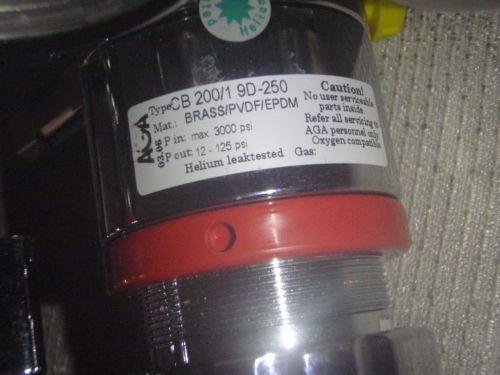 Tested
Helium
Type: CB 200/1 9D-250
Mat.: BRASS/PVDF/EPDM
P in: max 3000 psi
P out: 12 - 125 psi
Helium leaktested Gas:
AGA
03.06
Caution!
No user serviceable
parts inside.
Refer all servicing to
AGA personnel only
Oxygen compatible